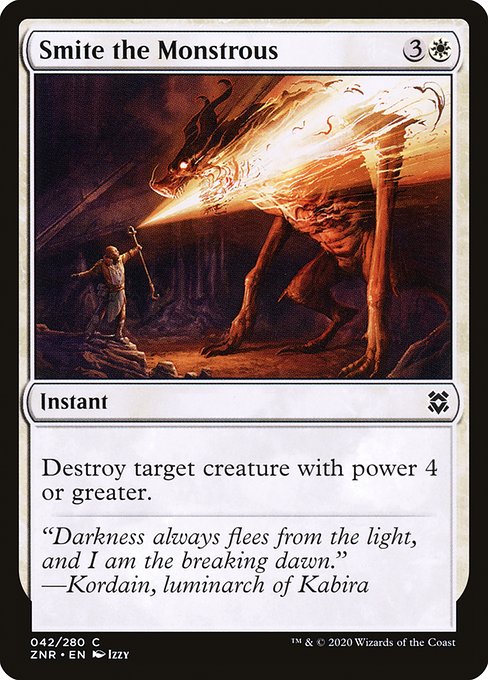 Smite the Monstrous 3
Instant
Destroy target creature with power 4
or greater.
“Darkness always flees from the light,
and I am the breaking dawn.”
—Kordain, luminarch of Kabira
042/280 C
ZNR • EN Izzy
™ & © 2020 Wizards of the Coast